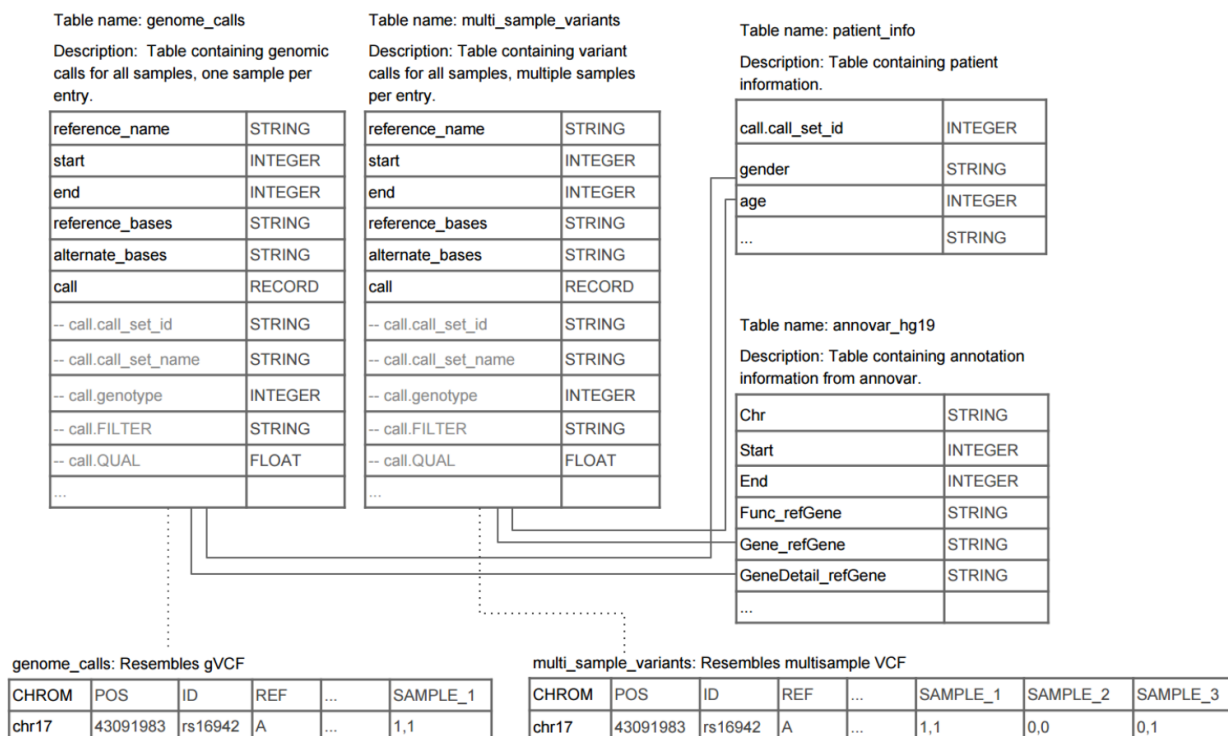 Table name: genome_calls
Description: Table containing genomic
calls for all samples, one sample per
entry.
reference_name STRING
start INTEGER
end INTEGER
reference_bases STRING
alternate_bases STRING
call RECORD
-- call.call_set_id STRING
-- call.call_set_name STRING
-- call.genotype INTEGER
-- call.FILTER STRING
-- call.QUAL FLOAT
...
Table name: multi_sample_variants
Description: Table containing variant
calls for all samples, multiple samples
per entry.
reference_name STRING
start INTEGER
end INTEGER
reference_bases STRING
alternate_bases STRING
call RECORD
-- call.call_set_id STRING
-- call.call_set_name STRING
-- call.genotype INTEGER
-- call.FILTER STRING
-- call.QUAL FLOAT
...
Table name: patient_info
Description: Table containing patient
information.
call.call_set_id INTEGER
gender STRING
age INTEGER
... STRING
Table name: annovar_hg19
Description: Table containing annotation
information from annovar.
Chr STRING
Start INTEGER
End INTEGER
Func_refGene STRING
Gene_refGene STRING
GeneDetail_refGene STRING
...
genome_calls: Resembles gVCF
CHROM POS ID REF ... SAMPLE_1
chr17 43091983 rs16942 A ... 1,1
multi_sample_variants: Resembles multisample VCF
CHROM POS ID REF ... SAMPLE_1 SAMPLE_2 SAMPLE_3
chr17 43091983 rs16942 A ... 1,1 0,0 0,1